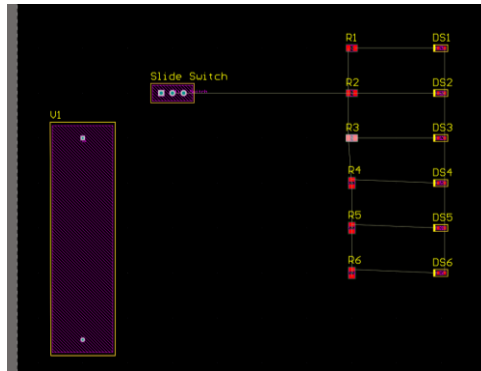 R1 DS1
Slide Switch R2 DS2
V1
R3 DS3
R4 DS4
R5 DS5
R6 DS6